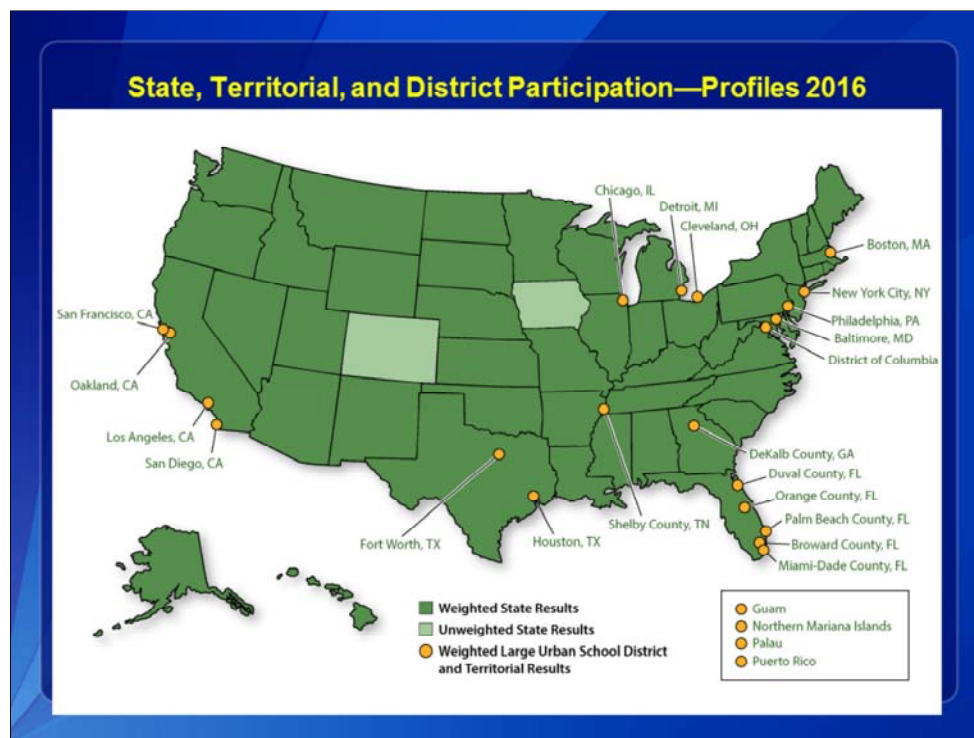 State, Territorial, and District Participation—Profiles 2016
Chicago, IL
Detroit, MI
Cleveland, OH
Boston, MA
New York City, NY
Philadelphia, PA
Baltimore, MD
District of Columbia
San Francisco, CA
Oakland, CA
Los Angeles, CA
San Diego, CA
DeKalb County, GA
Duval County, FL
Orange County, FL
Palm Beach County, FL
Broward County, FL
Miami-Dade County, FL
Shelby County, TN
Fort Worth, TX
Houston, TX
Weighted State Results
Unweighted State Results
Weighted Large Urban School District
and Territorial Results
Guam
Northern Mariana Islands
Palau
Puerto Rico